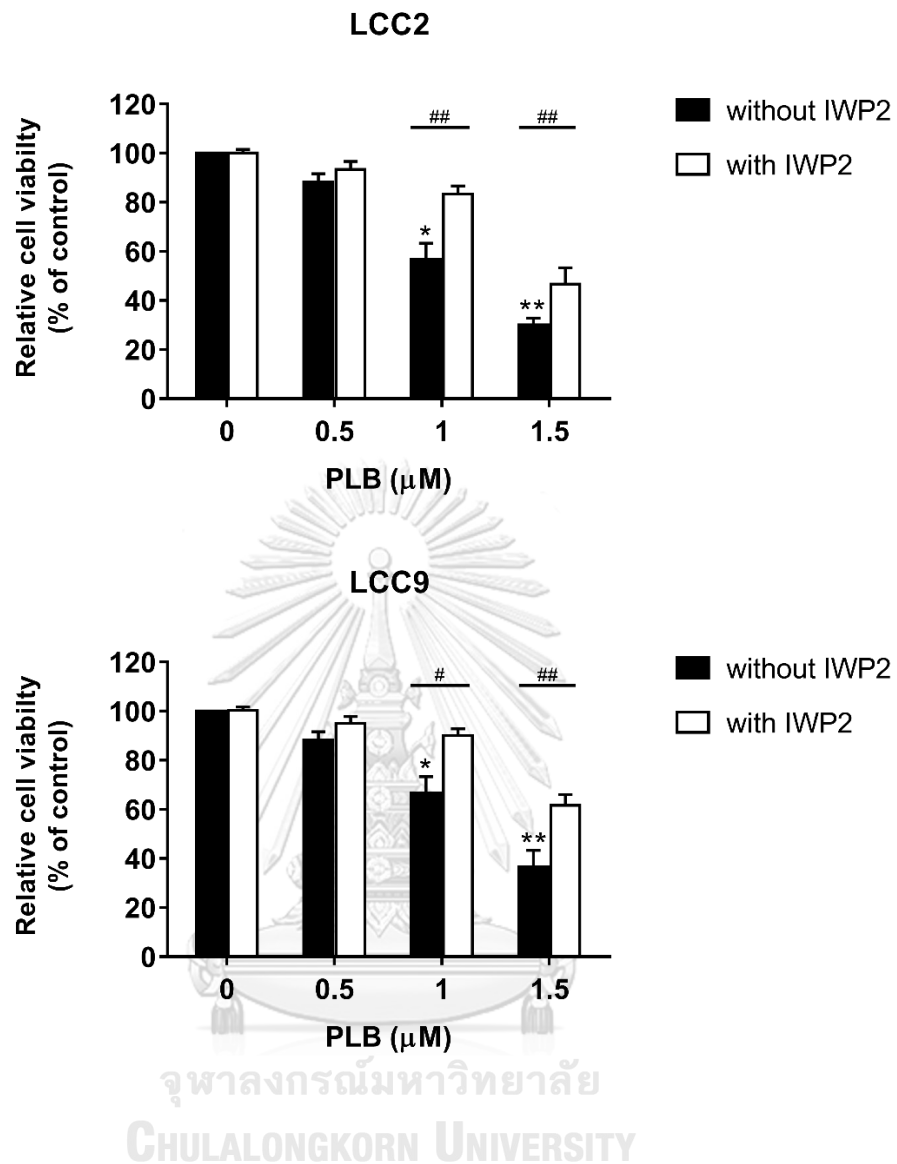 LCC2
120
100
80
60
40
20
0
Relative cell viabilty
(% of control)
##
##
*
**
0 0.5 1 1.5
PLB (μM)
without IWP2
with IWP2
LCC9
120
100
80
60
40
20
0
Relative cell viabilty
(% of control)
#
##
*
**
0 0.5 1 1.5
PLB (μM)
without IWP2
with IWP2
จุฬาลงกรณ์มหาวิทยาลัย
CHULALONGKORN UNIVERSITY